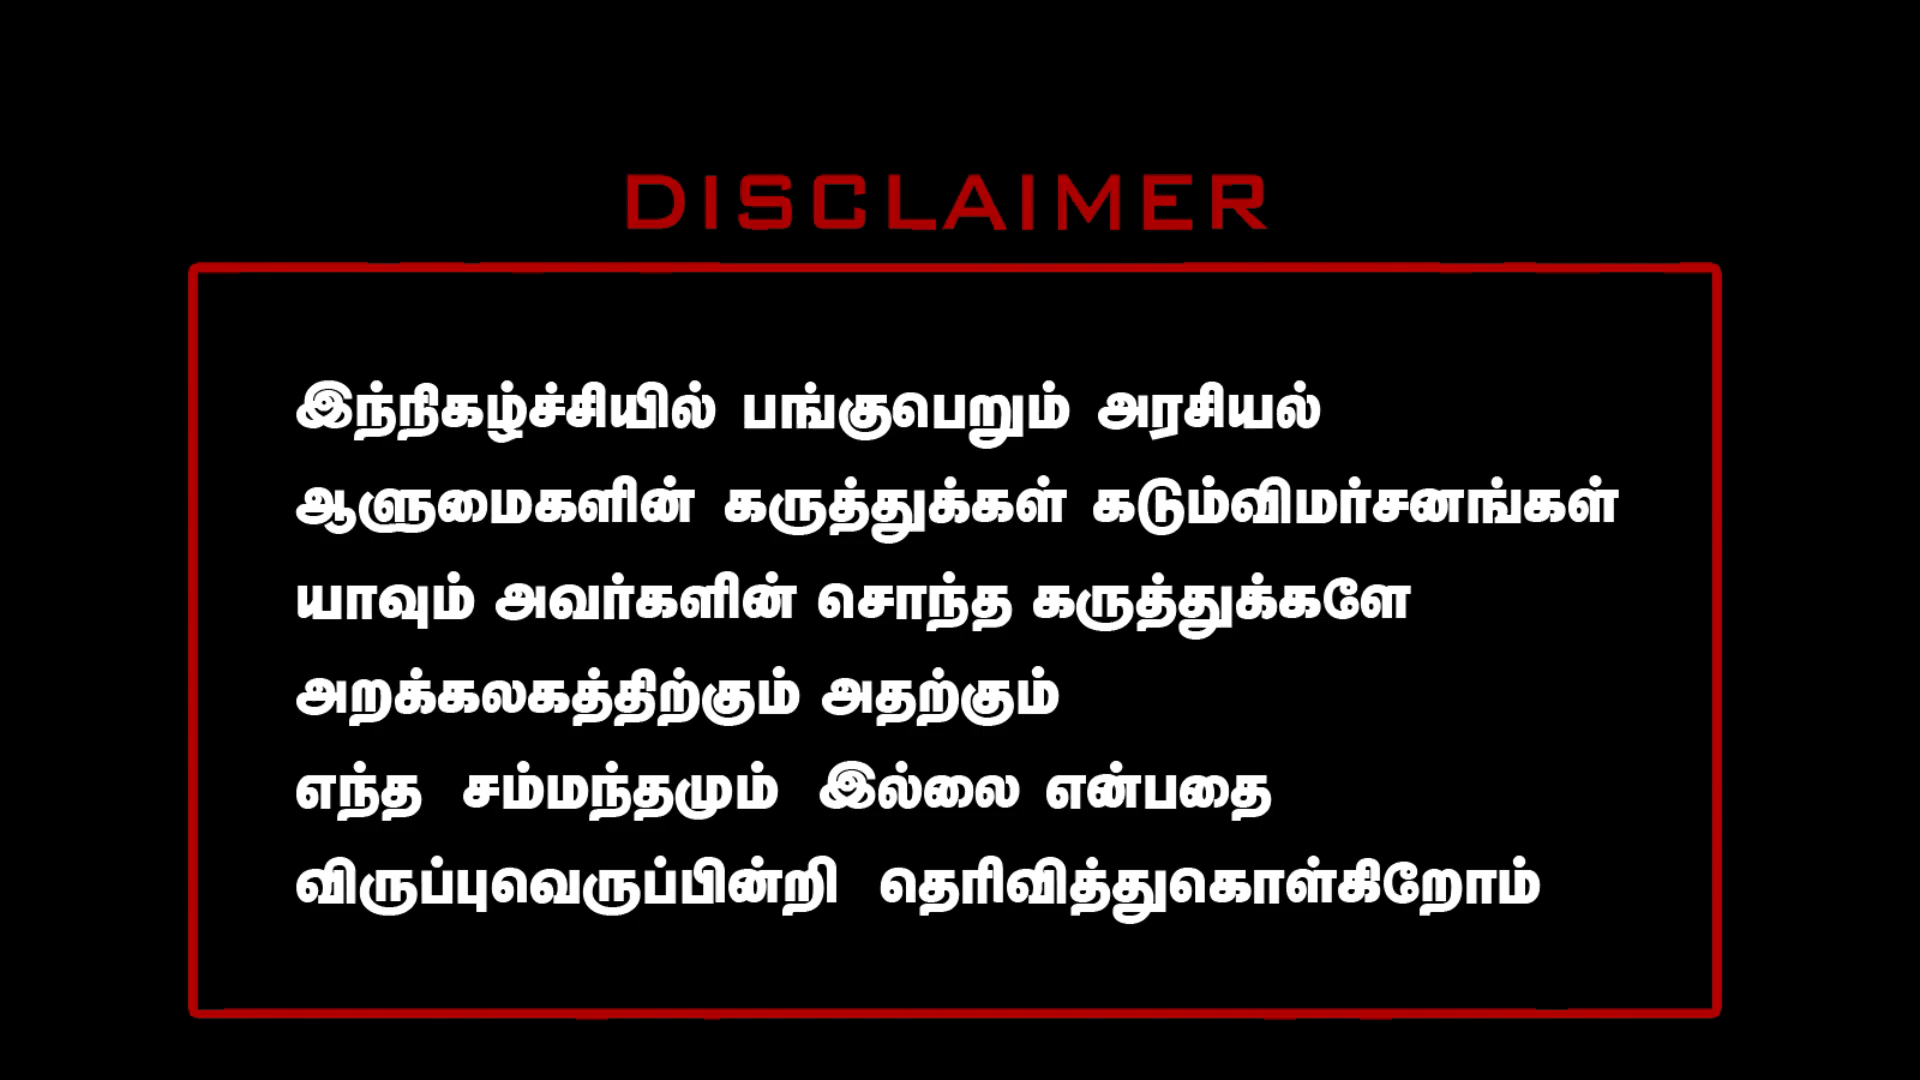 DISCLAIMER
இந்நிகழ்ச்சியில் பங்குபெறும் அரசியல்
ஆளுமைகளின் கருத்துக்கள் கடும்விமர்சனங்கள்
யாவும் அவர்களின் சொந்த கருத்துக்களே
அறக்கலகத்திற்கும் அதற்கும்
எந்த சம்மந்தமும் இல்லை என்பதை
விருப்புவெருப்பின்றி தெரிவித்துகொள்கிறோம்